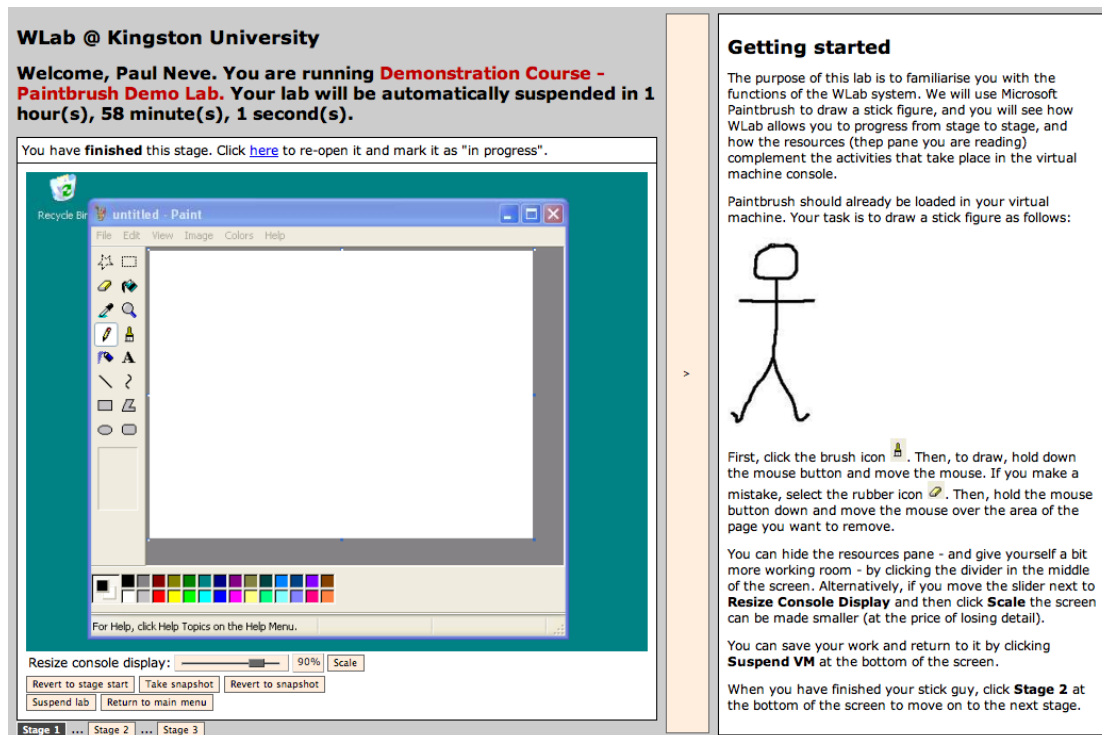 WLab @ Kingston University
Welcome, Paul Neve. You are running Demonstration Course -
Paintbrush Demo Lab. Your lab will be automatically suspended in 1
hour(s), 58 minute(s), 1 second(s).
You have finished this stage. Click here to re-open it and mark it as "in progress".
Recycle Bin
untitled - Paint
File Edit View Image Colors Help
A
For Help, click Help Topics on the Help Menu.
Resize console display: 90% Scale
Revert to stage start Take snapshot Revert to snapshot
Suspend lab Return to main menu
Stage 1 ... Stage 2 ... Stage 3
>
Getting started
The purpose of this lab is to familiarise you with the
functions of the WLab system. We will use Microsoft
Paintbrush to draw a stick figure, and you will see how
WLab allows you to progress from stage to stage, and
how the resources (thep pane you are reading)
complement the activities that take place in the virtual
machine console.
Paintbrush should already be loaded in your virtual
machine. Your task is to draw a stick figure as follows:
First, click the brush icon . Then, to draw, hold down
the mouse button and move the mouse. If you make a
mistake, select the rubber icon . Then, hold the mouse
button down and move the mouse over the area of the
page you want to remove.
You can hide the resources pane - and give yourself a bit
more working room - by clicking the divider in the middle
of the screen. Alternatively, if you move the slider next to
Resize Console Display and then click Scale the screen
can be made smaller (at the price of losing detail).
You can save your work and return to it by clicking
Suspend VM at the bottom of the screen.
When you have finished your stick guy, click Stage 2 at
the bottom of the screen to move on to the next stage.